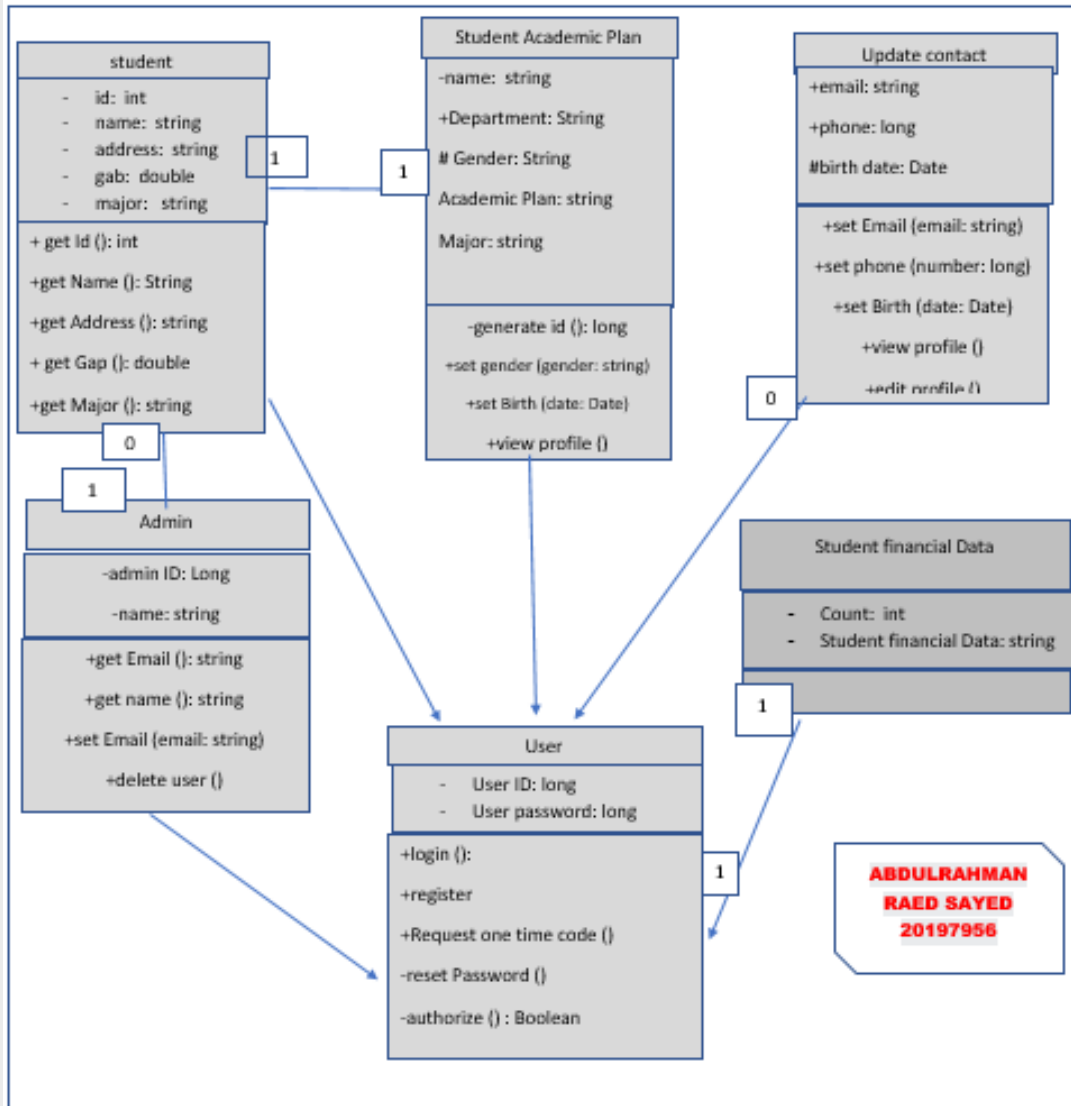 student
- id: int
- name: string
- address: string
- gab: double
- major: string
+ get Id (): int
+get Name (): String
+get Address (): string
+ get Gap (): double
+get Major (): string
1
1
Student Academic Plan
-name: string
+Department: String
# Gender: String
Academic Plan: string
Major: string
-generate id (): long
+set gender (gender: string)
+set Birth (date: Date)
+view profile ()
Update contact
+email: string
+phone: long
#birth date: Date
+set Email (email: string)
+set phone (number: long)
+set Birth (date: Date)
+view profile ()
+edit profile ()
0
0
1
Admin
-admin ID: Long
-name: string
+get Email (): string
+get name (): string
+set Email (email: string)
+delete user ()
Student financial Data
- Count: int
- Student financial Data: string
1
User
- User ID: long
- User password: long
+login ():
+register
+Request one time code ()
-reset Password ()
-authorize () : Boolean
1
ABDULRAHMAN
RAED SAYED
20197956